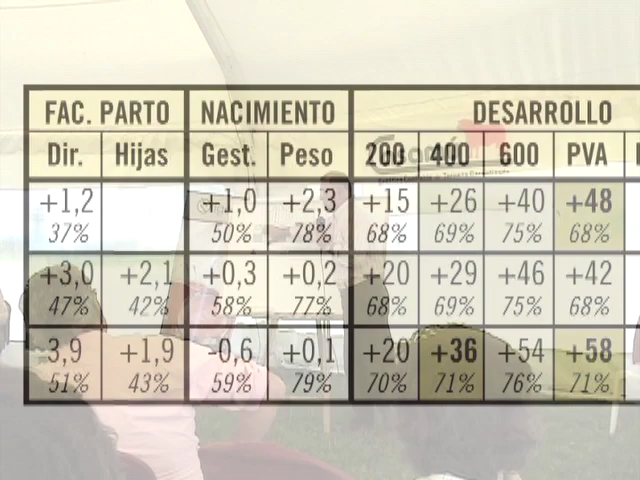 FAC. PARTO NACIMIENTO DESARROLLO
Dir. Hijas Gest. Peso 200 400 600 PVA
+1,2 +1,0 +2,3 +15 +26 +40 +48
37% 50% 78% 68% 69% 75% 68%
+3,0 +2,1 +0,3 +0,2 +20 +29 +46 +42
47% 42% 58% 77% 68% 69% 75% 68%
3,9 +1,9 -0,6 +0,1 +20 +36 +54 +58
51% 43% 59% 79% 70% 71% 76% 71%